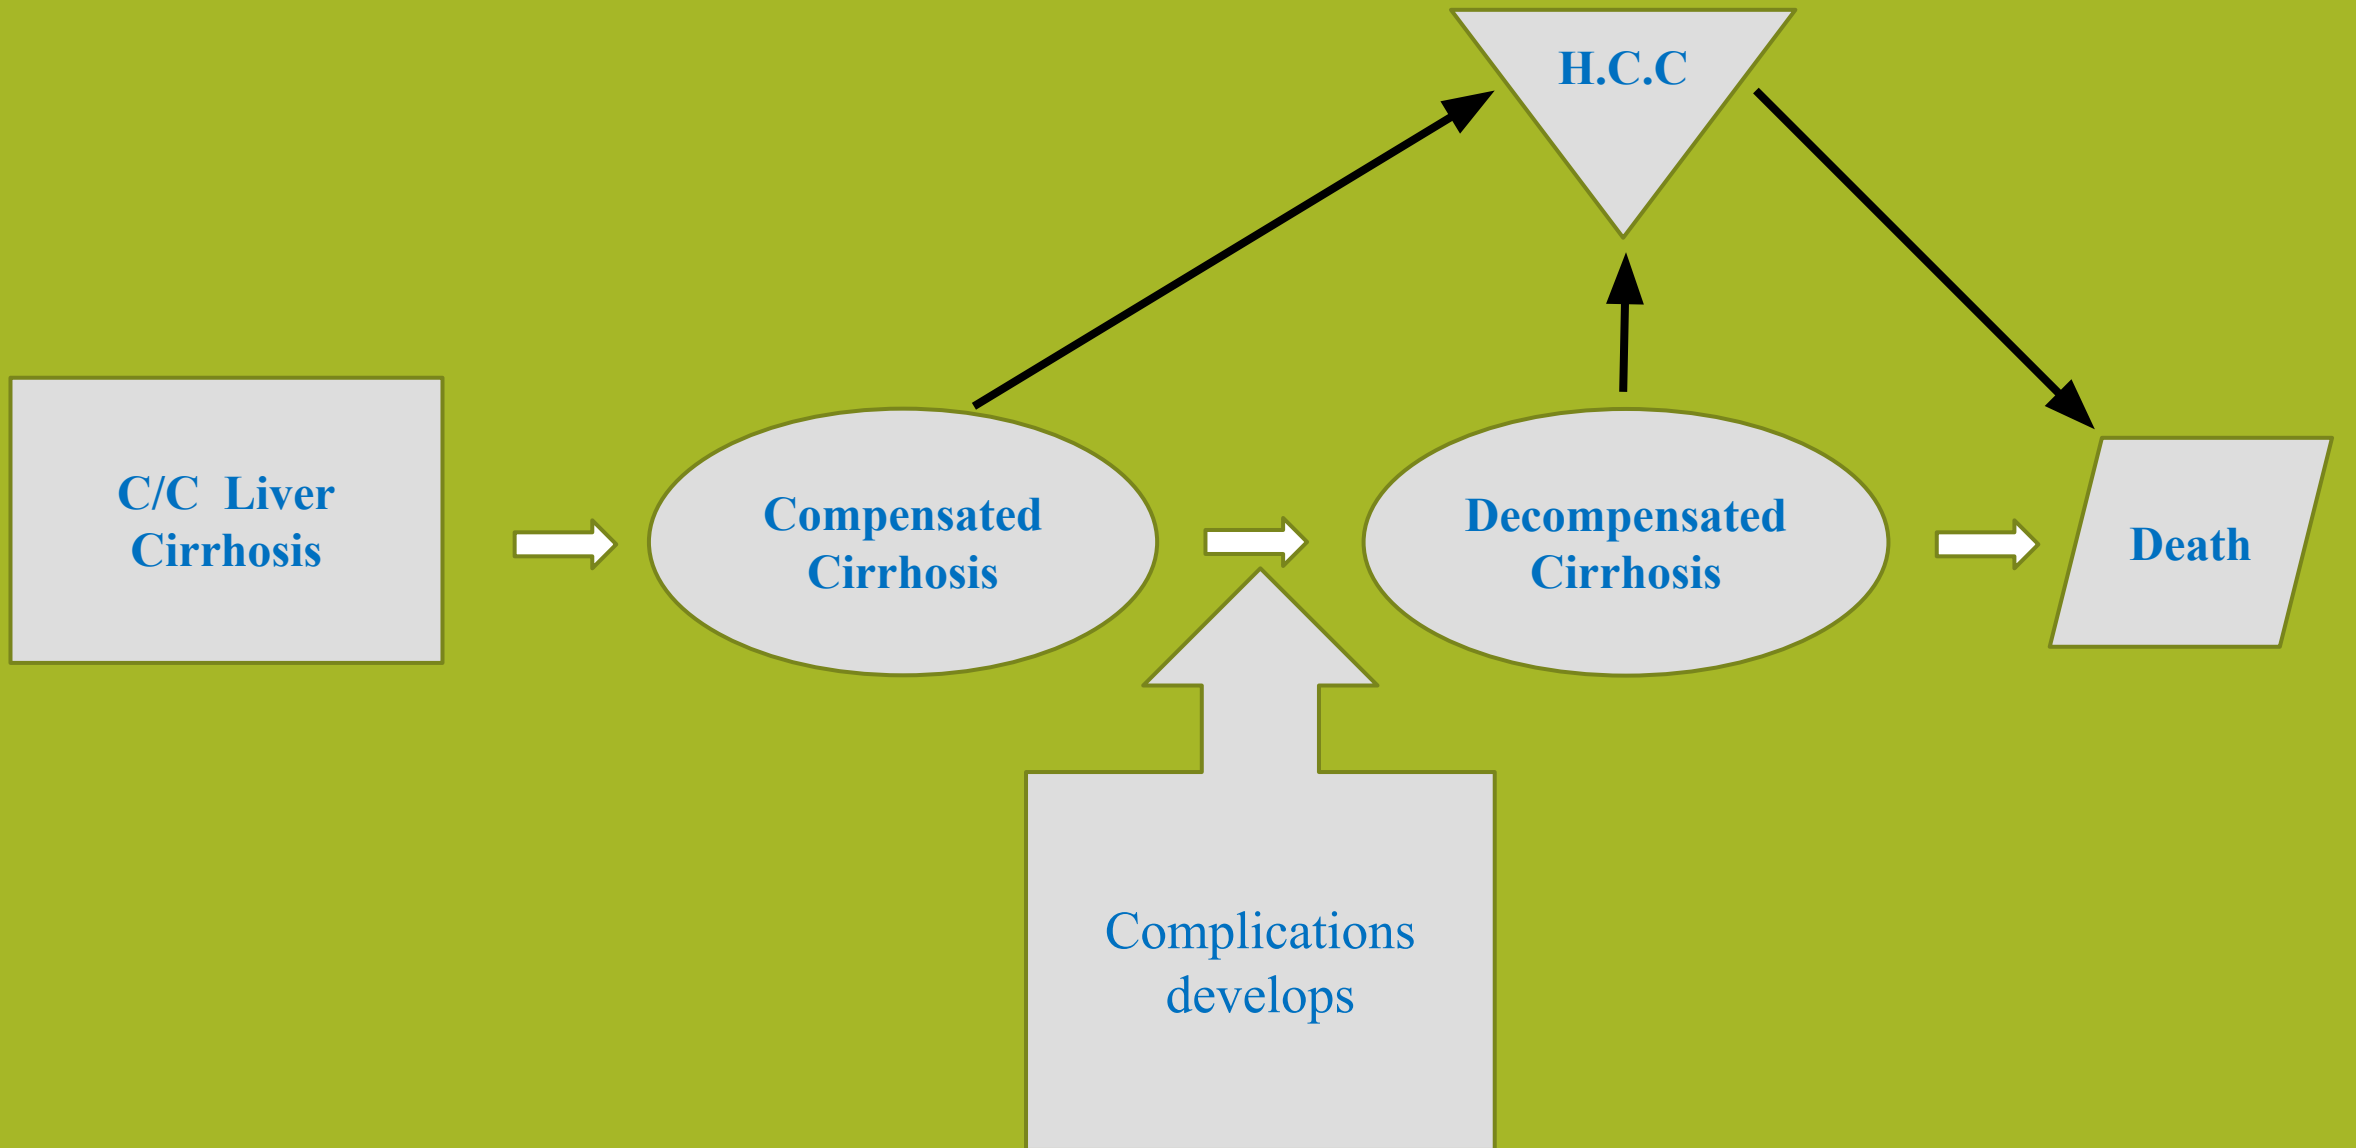 H.C.C
C/C  Liver
Cirrhosis
Compensated
Cirrhosis
Decompensated
Cirrhosis
Death
Complications
develops